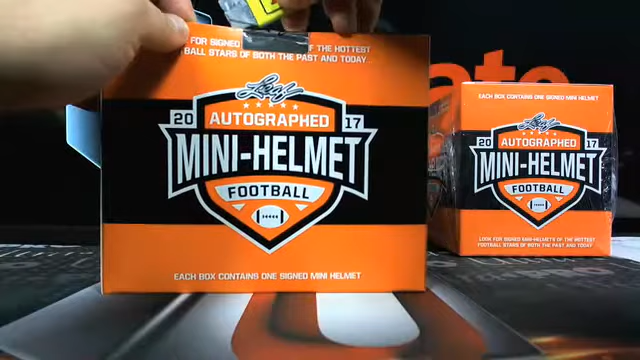 FOR SIGNED
F THE HOTTEST
BALL STARS OF BOTH THE PAST AND TODAY
Leaf
20 AUTOGRAPHED 17
MINI-HELMET
FOOTBALL
EACH BOX CONTAINS ONE SIGNED MINI HELMET
EACH BOX CONTAINS ONE SIGNED MINI HELMET
Leaf
20 AUTOGRAPHED 17
MINI-HELMET
FOOTBALL
LOOK FOR SIGNED MINI-HELMETS OF THE HOTTEST
FOOTBALL STARS OF BOTH THE PAST AND TODAY